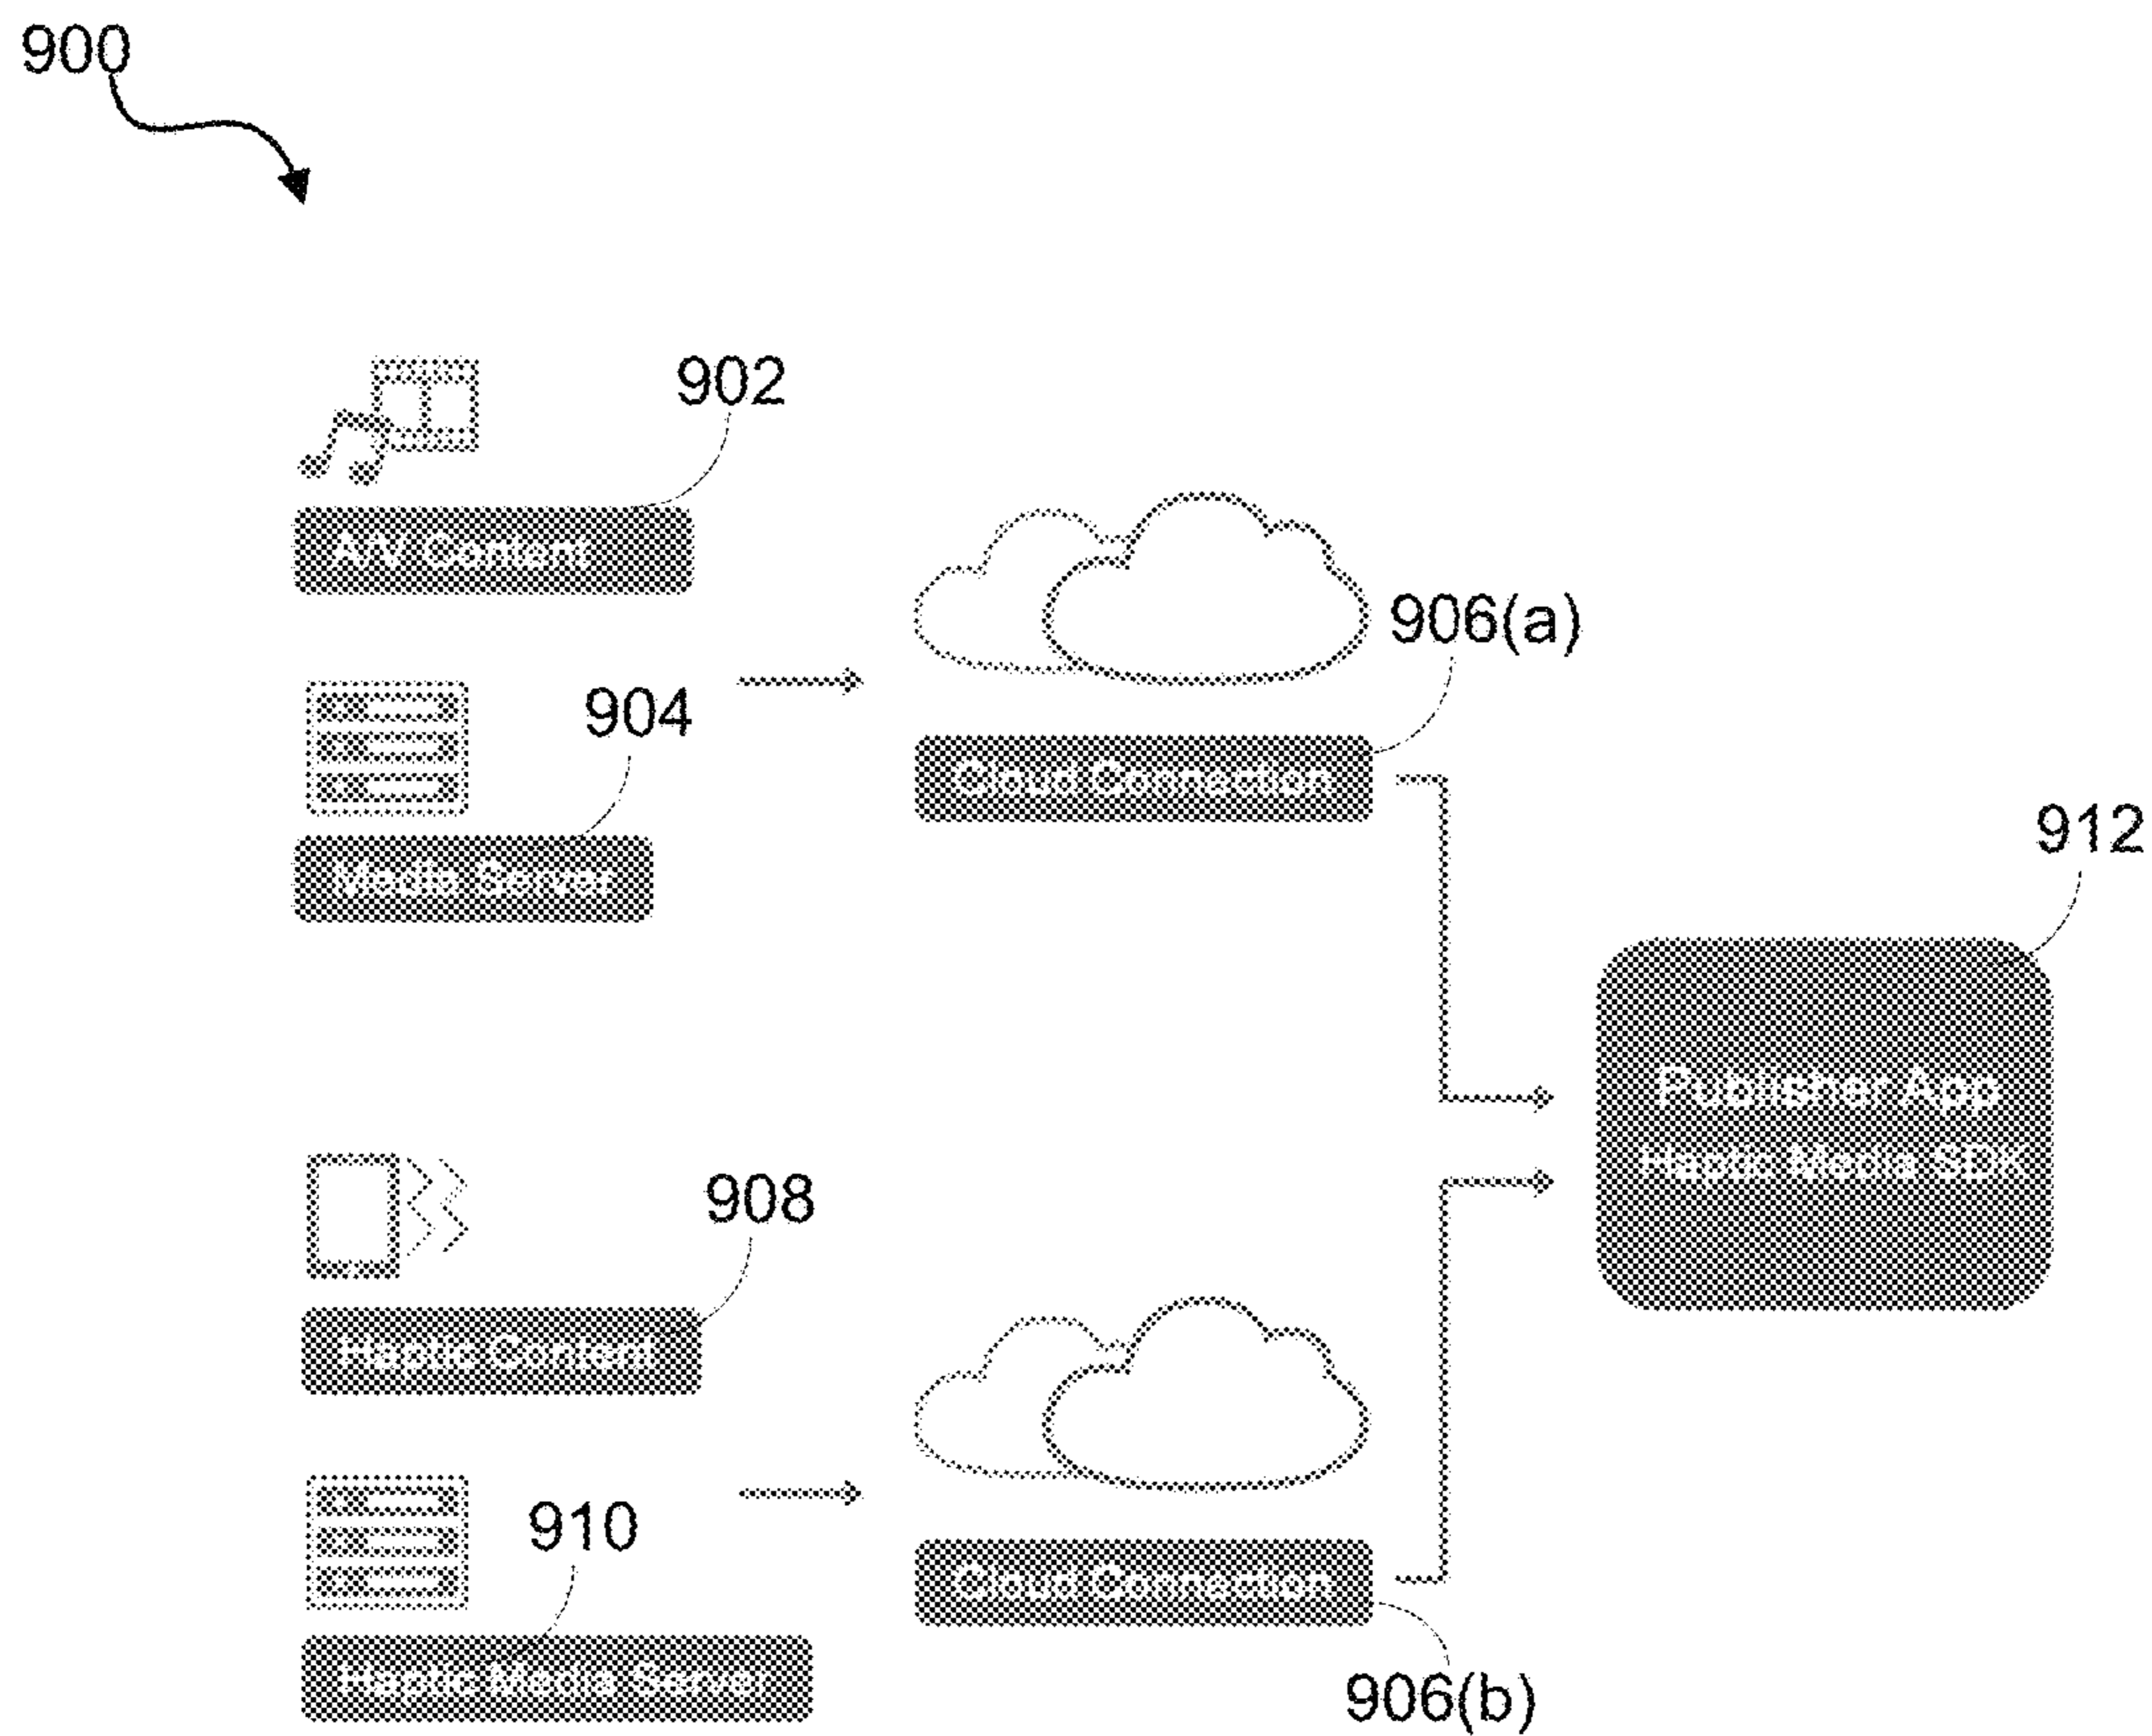 900
902
A/V Content
906(a)
904
Cloud Connection
Media Server
912
Publisher App
Haptic Media SDK
908
Haptic Content
910
Cloud Connection
Haptic Media Server
906(b)